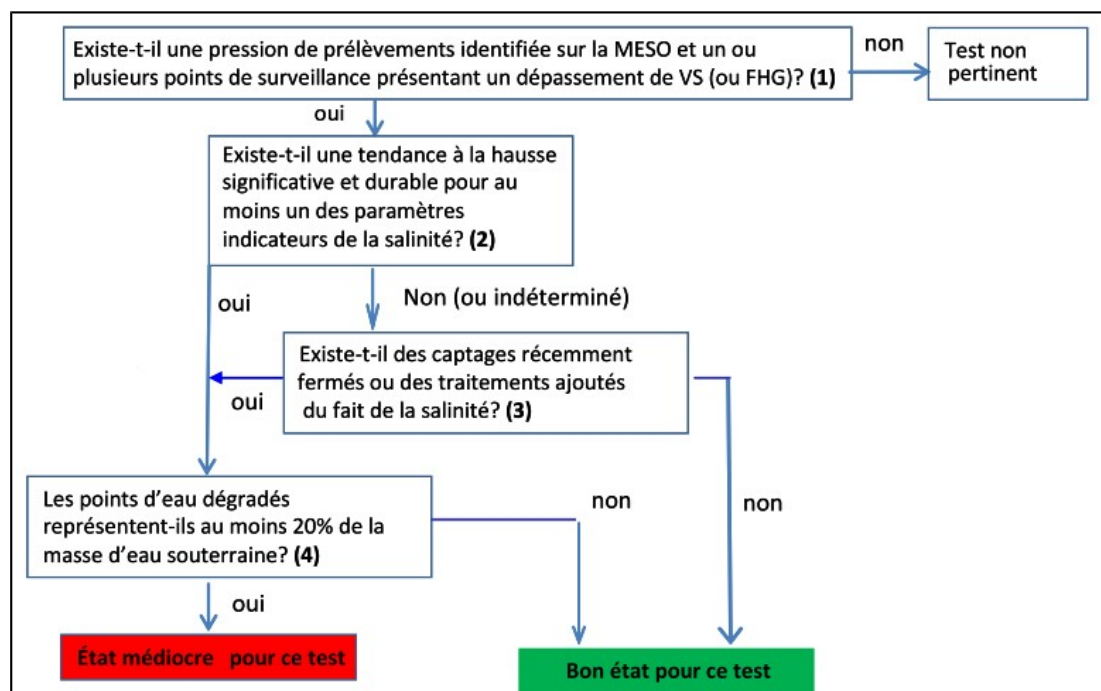 Existe-t-il une pression de prélèvements identifiée sur la MESO et un ou
plusieurs points de surveillance présentant un dépassement de VS (ou FHG)? (1)
non
Test non
pertinent
oui
Existe-t-il une tendance à la hausse
significative et durable pour au
moins un des paramètres
indicateurs de la salinité? (2)
oui
Non (ou indéterminé)
Existe-t-il des captages récemment
fermés ou des traitements ajoutés
du fait de la salinité? (3)
oui
non
Les points d'eau dégradés
représentent-ils au moins 20% de la
masse d'eau souterraine? (4)
non
oui
État médiocre pour ce test
Bon état pour ce test